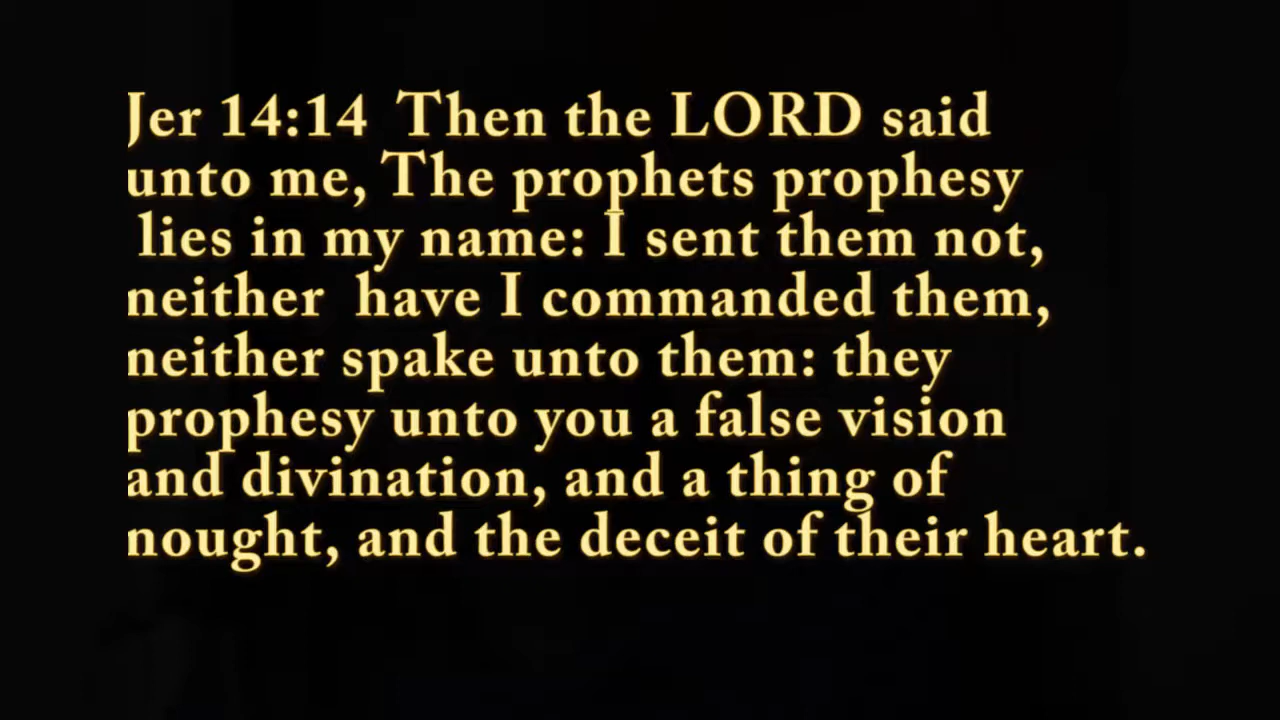 Jer 14:14 Then the LORD said
unto me, The prophets prophesy
lies in my name: I sent them not,
neither have I commanded them,
neither spake unto them: they
prophesy unto you a false vision
and divination, and a thing of
nought, and the deceit of their heart.